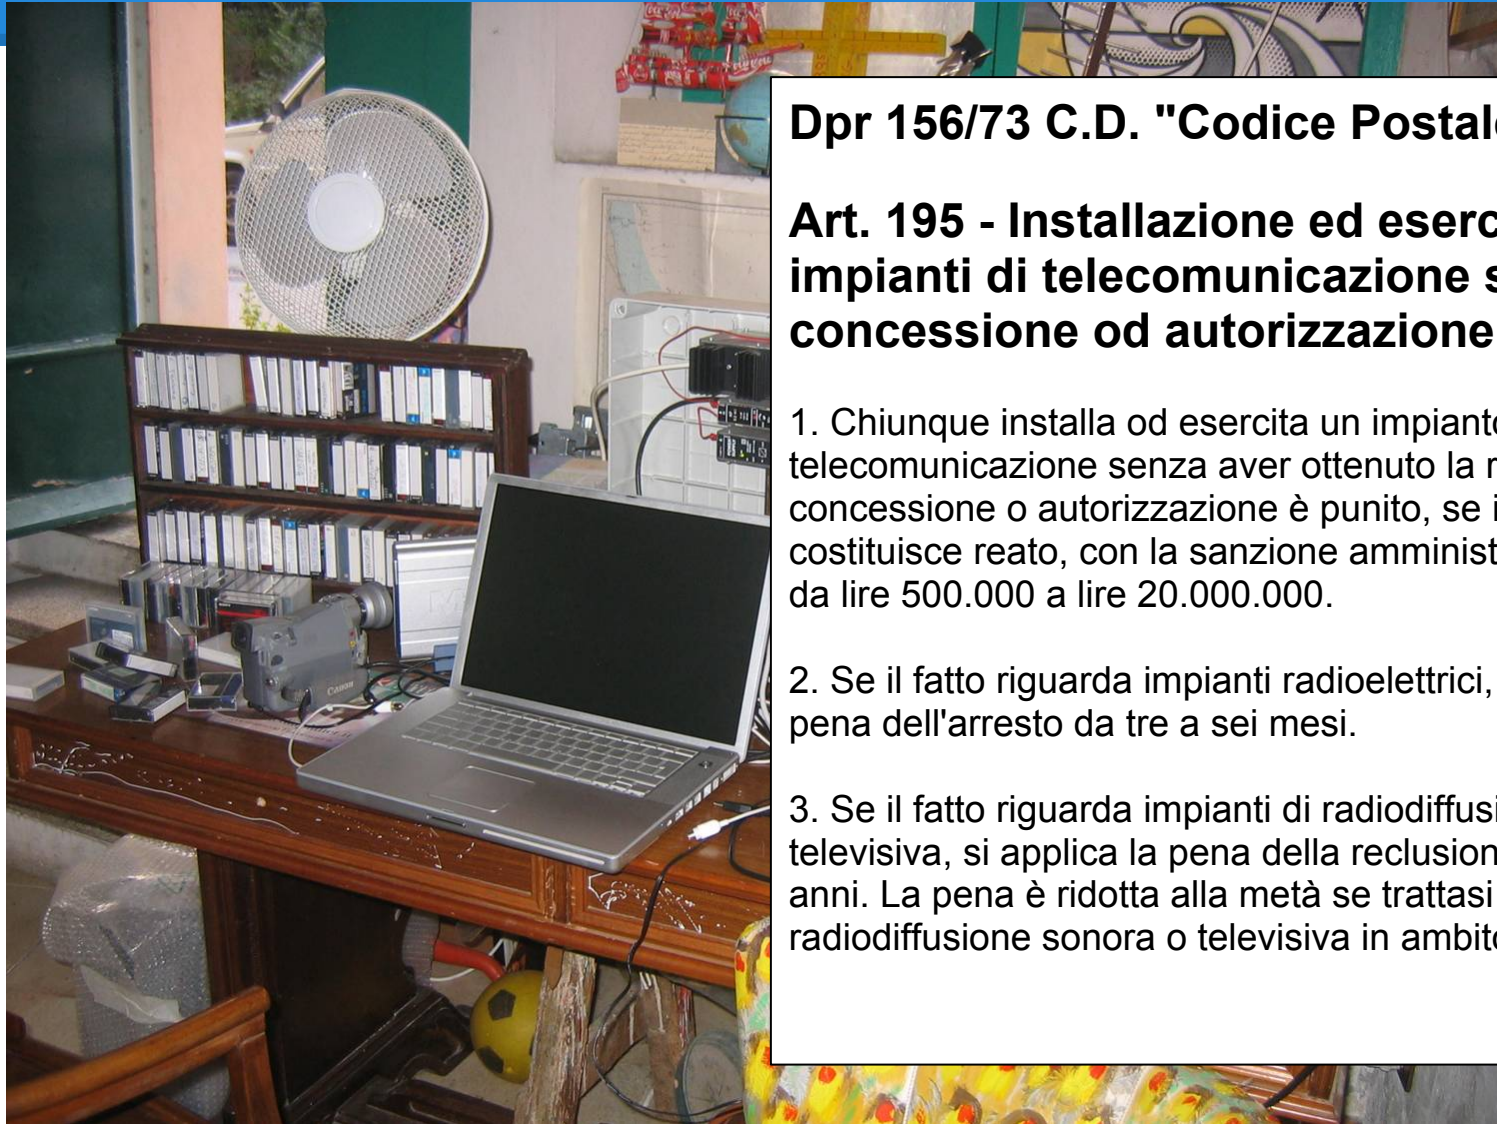 Dpr 156/73 C.D. "Codice Postal
Art. 195 - Installazione ed eserc
impianti di telecomunicazione s
concessione od autorizzazione
1. Chiunque installa od esercita un impianto
telecomunicazione senza aver ottenuto la r
concessione o autorizzazione è punito, se i
costituisce reato, con la sanzione amminist
da lire 500.000 a lire 20.000.000.
2. Se il fatto riguarda impianti radioelettrici,
pena dell'arresto da tre a sei mesi.
3. Se il fatto riguarda impianti di radiodiffusi
televisiva, si applica la pena della reclusion
anni. La pena è ridotta alla metà se trattasi
radiodiffusione sonora o televisiva in ambito
Canon